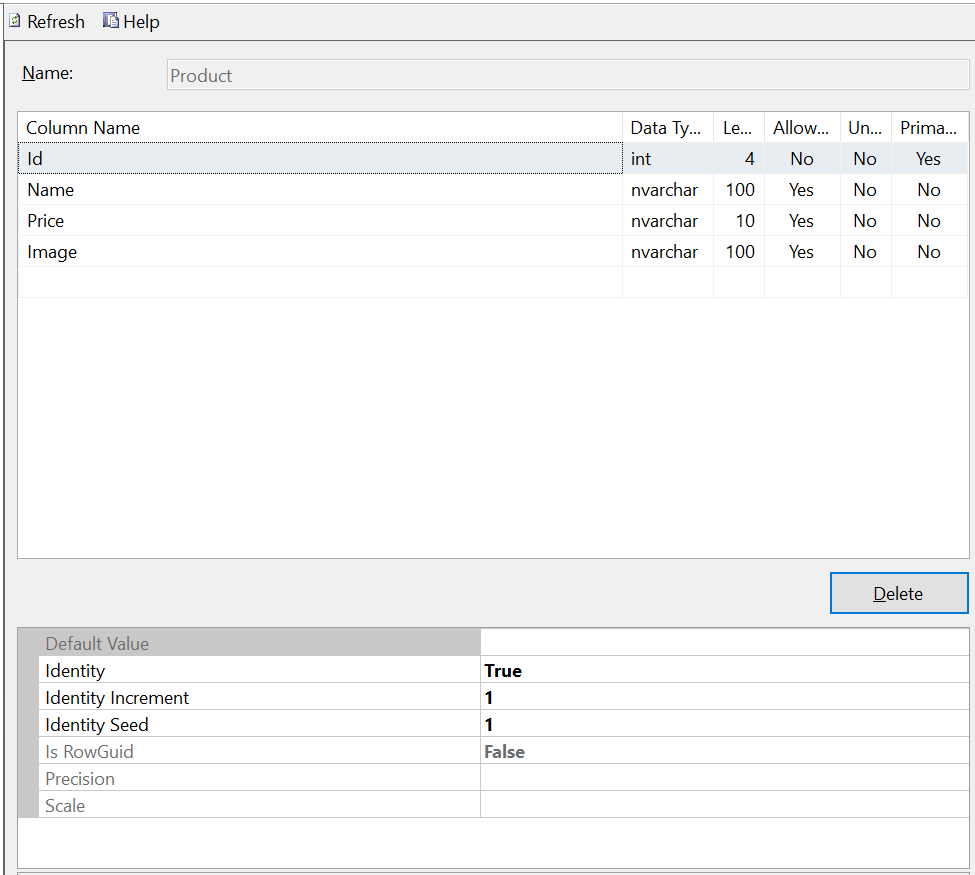 Refresh Help
Name: Product
Column Name Data Ty... Le... Allow... Un... Prima...
Id int 4 No No Yes
Name nvarchar 100 Yes No No
Price nvarchar 10 Yes No No
Image nvarchar 100 Yes No No
Delete
Default Value
Identity True
Identity Increment 1
Identity Seed 1
Is RowGuid False
Precision
Scale